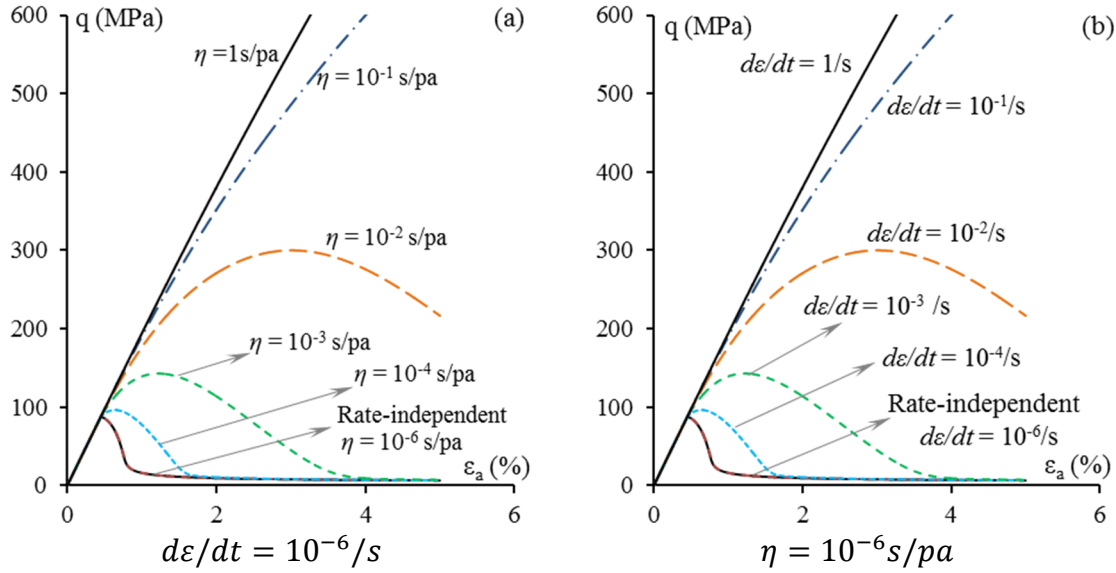 q (MPa)
(a)
600
500
400
300
200
100
0
0
2
4
6
η =1s/pa
η = 10⁻¹ s/pa
η = 10⁻² s/pa
η = 10⁻³ s/pa
η = 10⁻⁴ s/pa
Rate-independent
η = 10⁻⁶ s/pa
εₐ (%)
dε/dt = 10⁻⁶/s
q (MPa)
(b)
600
500
400
300
200
100
0
0
2
4
6
dε/dt = 1/s
dε/dt = 10⁻¹/s
dε/dt = 10⁻²/s
dε/dt = 10⁻³ /s
dε/dt = 10⁻⁴/s
Rate-independent
dε/dt = 10⁻⁶/s
εₐ (%)
η = 10⁻⁶s/pa